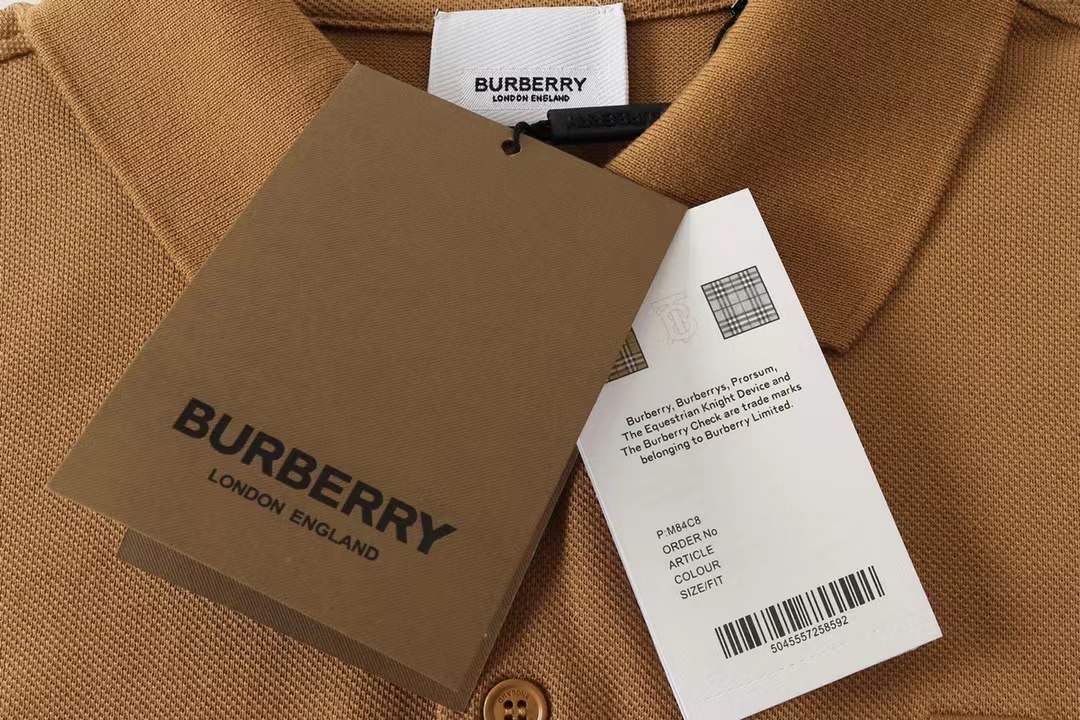 BURBERRY
LONDON ENGLAND
BURBERRY
LONDON ENGLAND
Burberry, Burberrys, Prorsum,
The Equestrian Knight Device and
The Burberry Check are trade marks
belonging to Burberry Limited.
P:M84C8
ORDER No
ARTICLE
COLOUR
SIZE/FIT
5045557258592